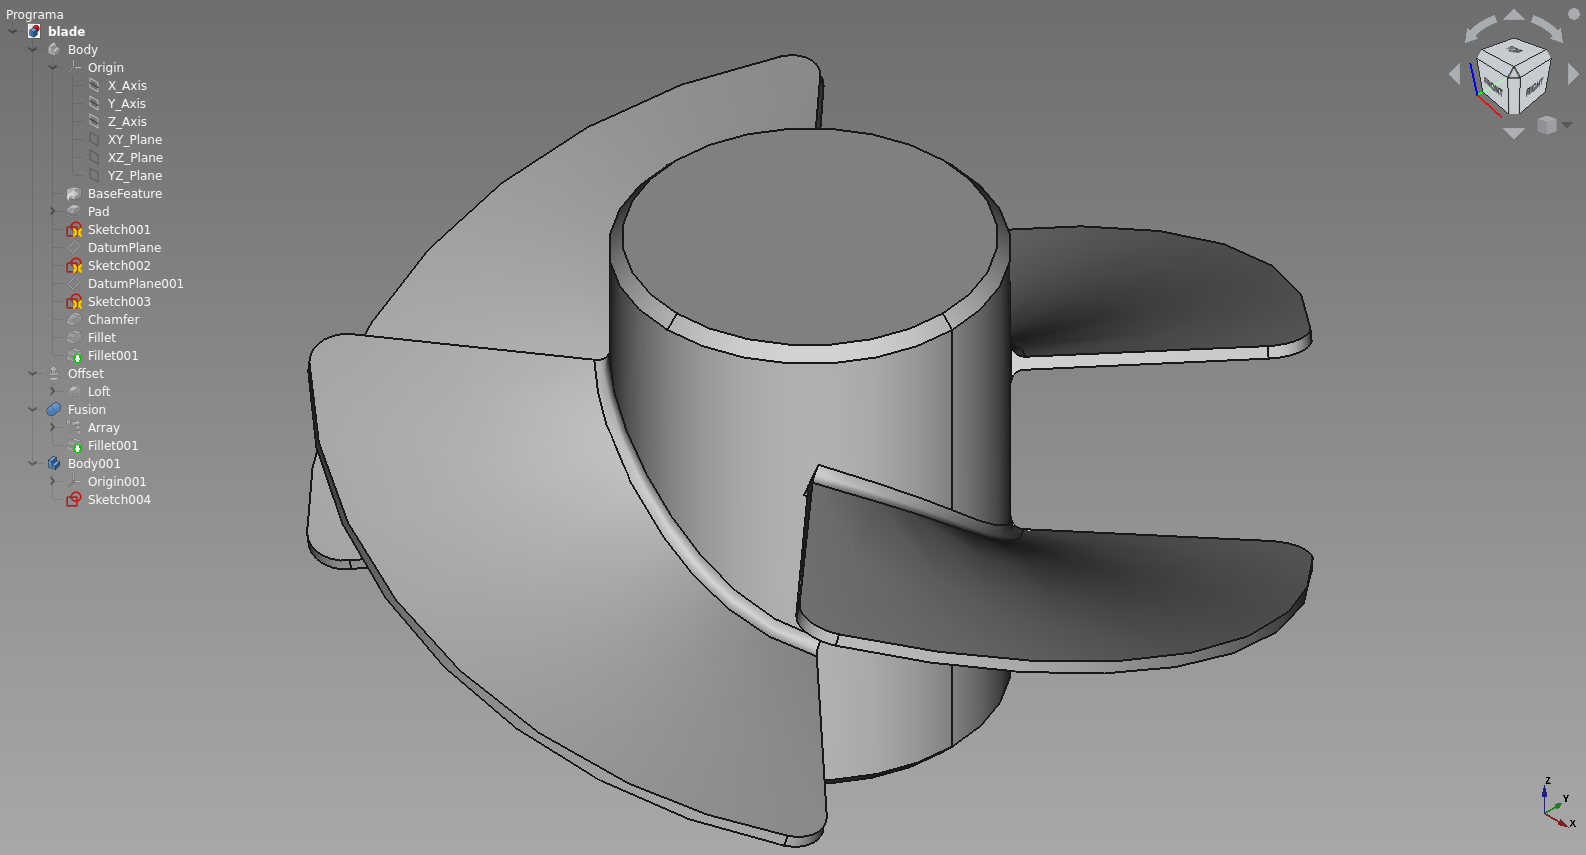 Programa
blade
Body
Origin
X_Axis
Y_Axis
Z_Axis
XY_Plane
XZ_Plane
YZ_Plane
BaseFeature
Pad
Sketch001
DatumPlane
Sketch002
DatumPlane001
Sketch003
Chamfer
Fillet
Fillet001
Offset
Loft
Fusion
Array
Fillet001
Body001
Origin001
Sketch004
FRONT
RIGHT
Z
Y
X